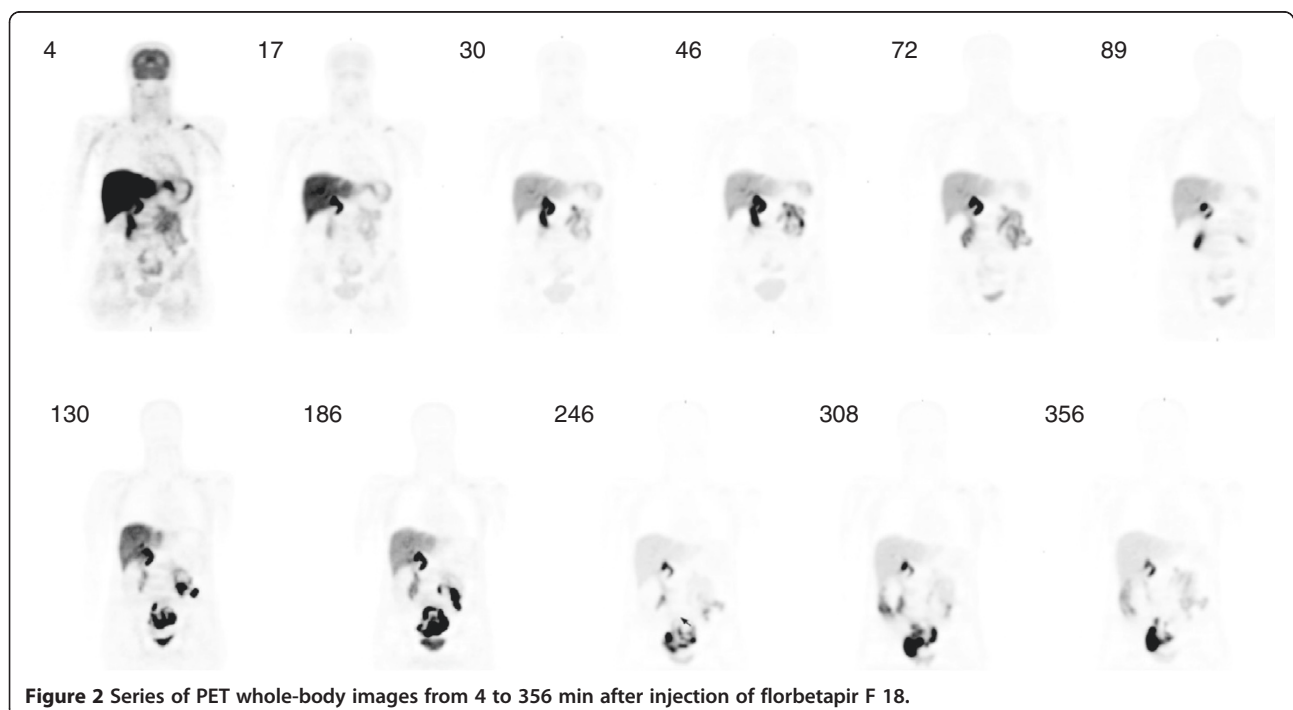 4 17 30 46 72 89
130 186 246 308 356
Figure 2 Series of PET whole-body images from 4 to 356 min after injection of florbetapir F 18.